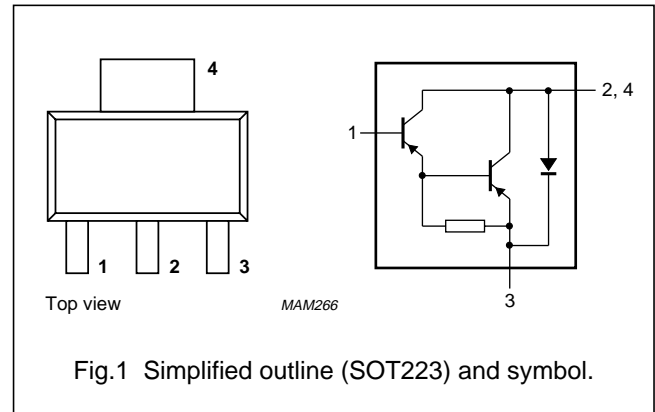 4
2, 4
1
1 2 3
Top view
MAM266
3
Fig.1 Simplified outline (SOT223) and symbol.